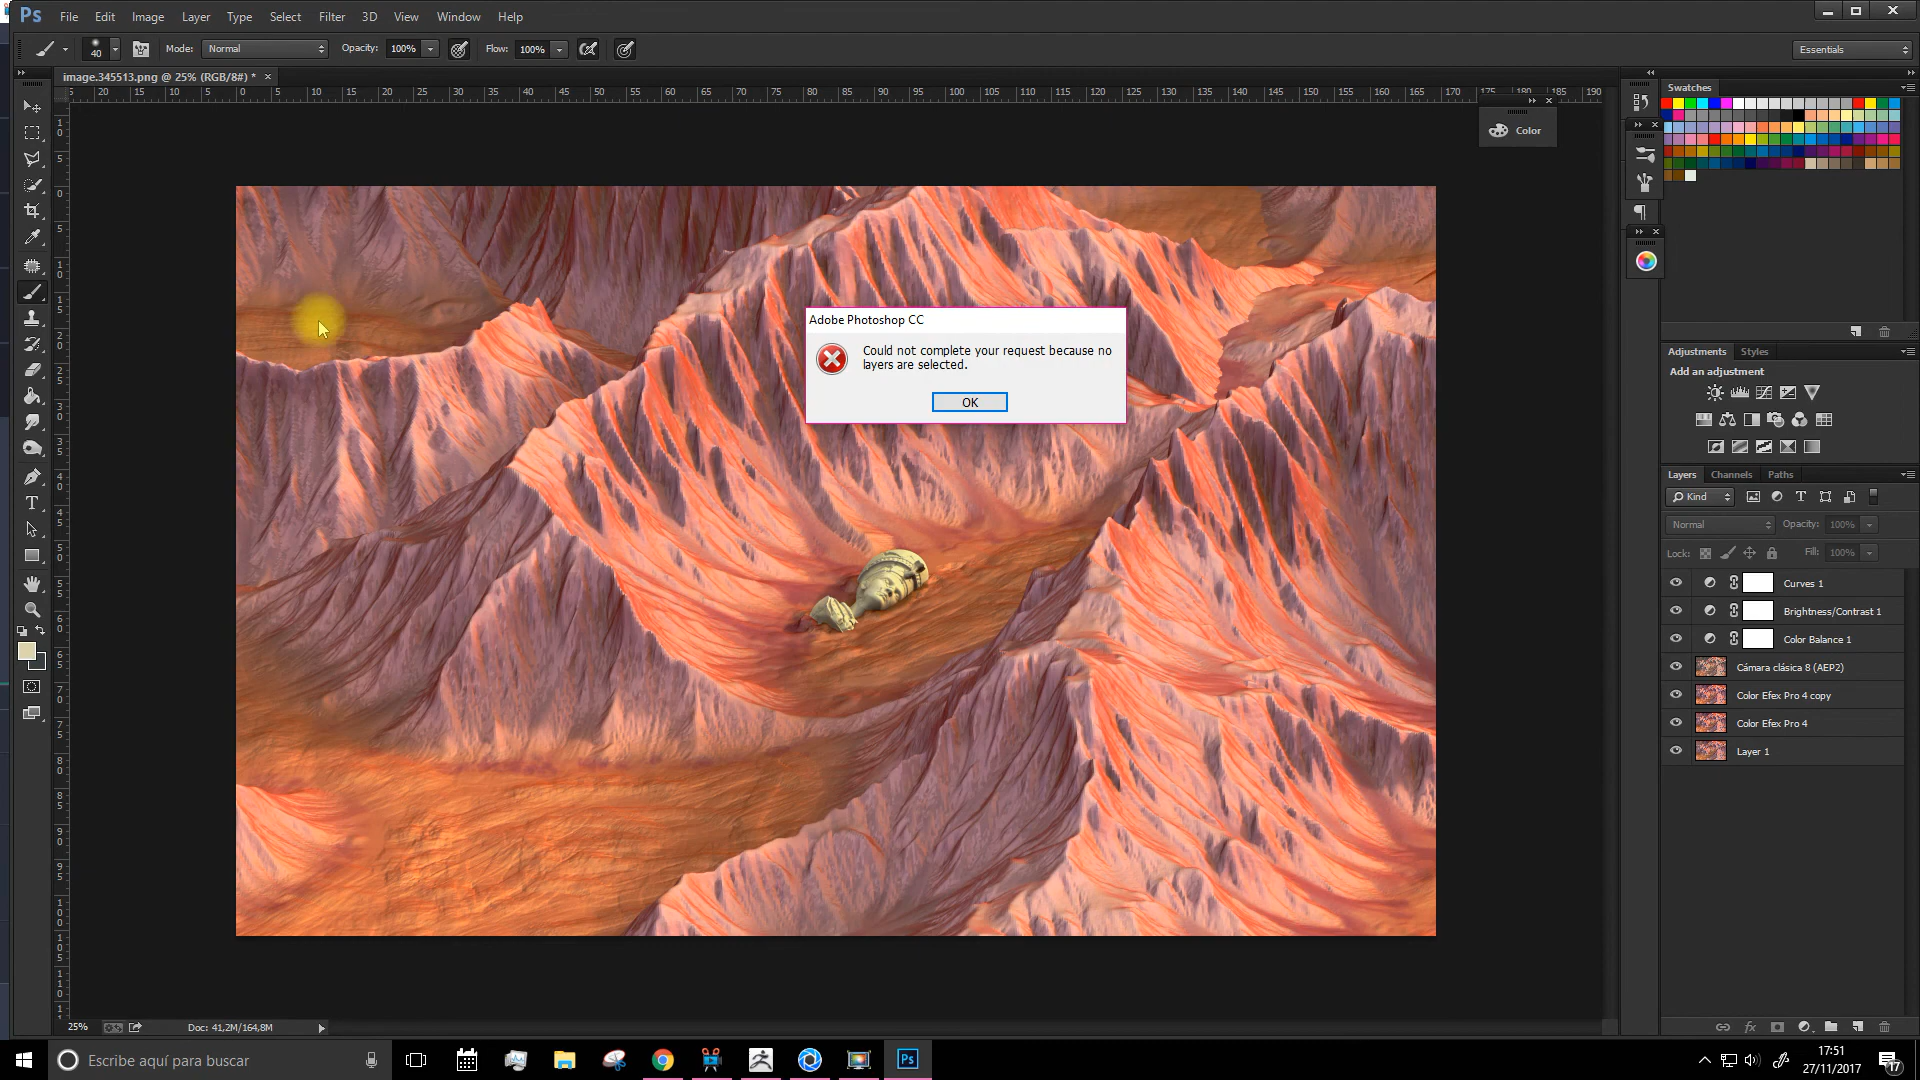 Ps File Edit Image Layer Type Select Filter 3D View Window Help
40 Mode: Normal Opacity: 100% Flow: 100% Essentials
image.345513.png @ 25% (RGB/8#) * ×
Swatches
Color
Adobe Photoshop CC
Could not complete your request because no
layers are selected.
OK
Adjustments Styles
Add an adjustment
Layers Channels Paths
Kind
Normal Opacity: 100%
Lock: Fill: 100%
Curves 1
Brightness/Contrast 1
Color Balance 1
Cámara clásica 8 (AEP2)
Color Efex Pro 4 copy
Color Efex Pro 4
Layer 1
25% Doc: 41,2M/164,8M
Escribe aquí para buscar
Ps
17:51
27/11/2017
17